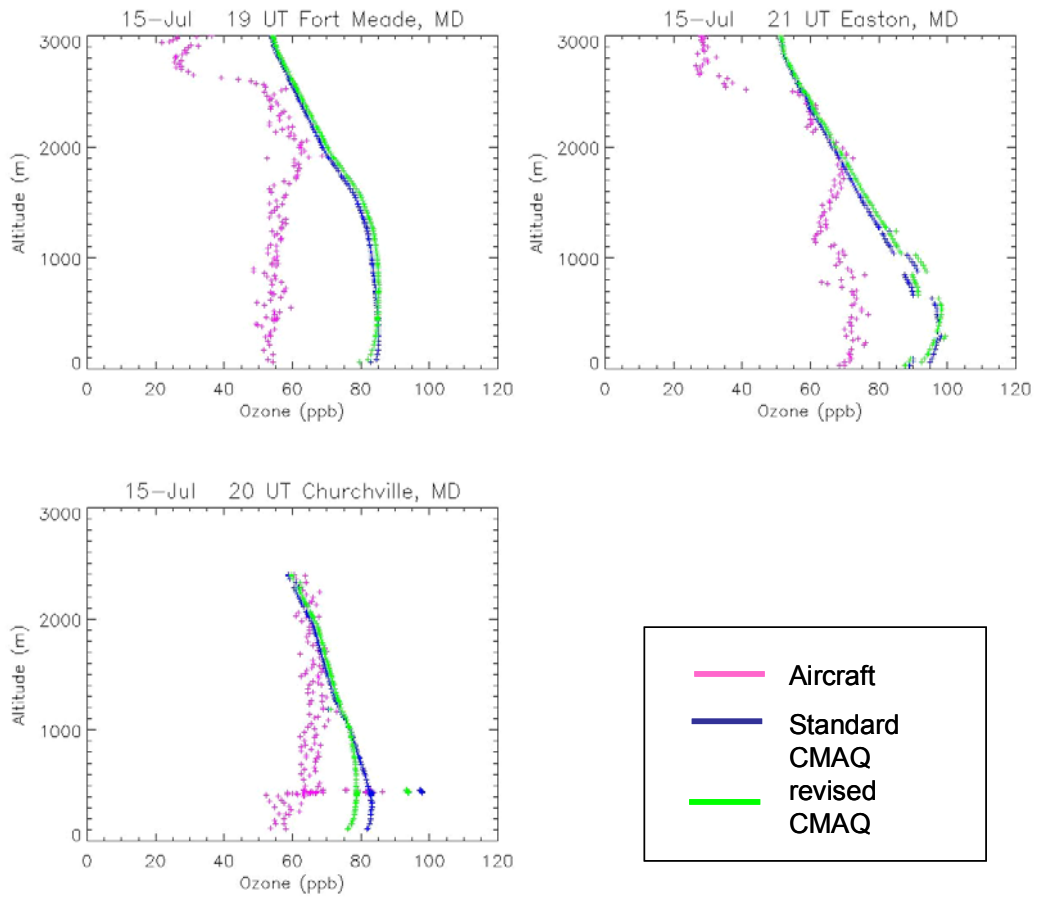 15-Jul 19 UT Fort Meade, MD
3000
2000
1000
0
Altitude (m)
0 20 40 60 80 100 120
Ozone (ppb)
15-Jul 21 UT Easton, MD
3000
2000
1000
0
Altitude (m)
0 20 40 60 80 100 120
Ozone (ppb)
15-Jul 20 UT Churchville, MD
3000
2000
1000
0
Altitude (m)
0 20 40 60 80 100 120
Ozone (ppb)
Aircraft
Standard
CMAQ
revised
CMAQ